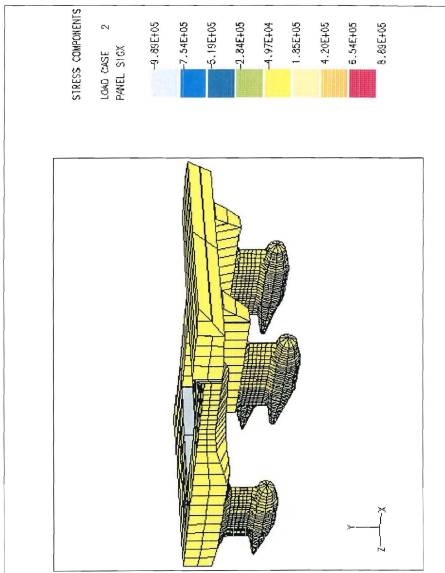 STRESS COMPONENTS
LOAD CASE 2
PANEL SIGX
-9.89E+05
-7.54E+05
-5.19E+05
-2.84E+05
-4.97E+04
1.85E+05
4.20E+05
6.54E+05
8.89E+05
Y
Z
X